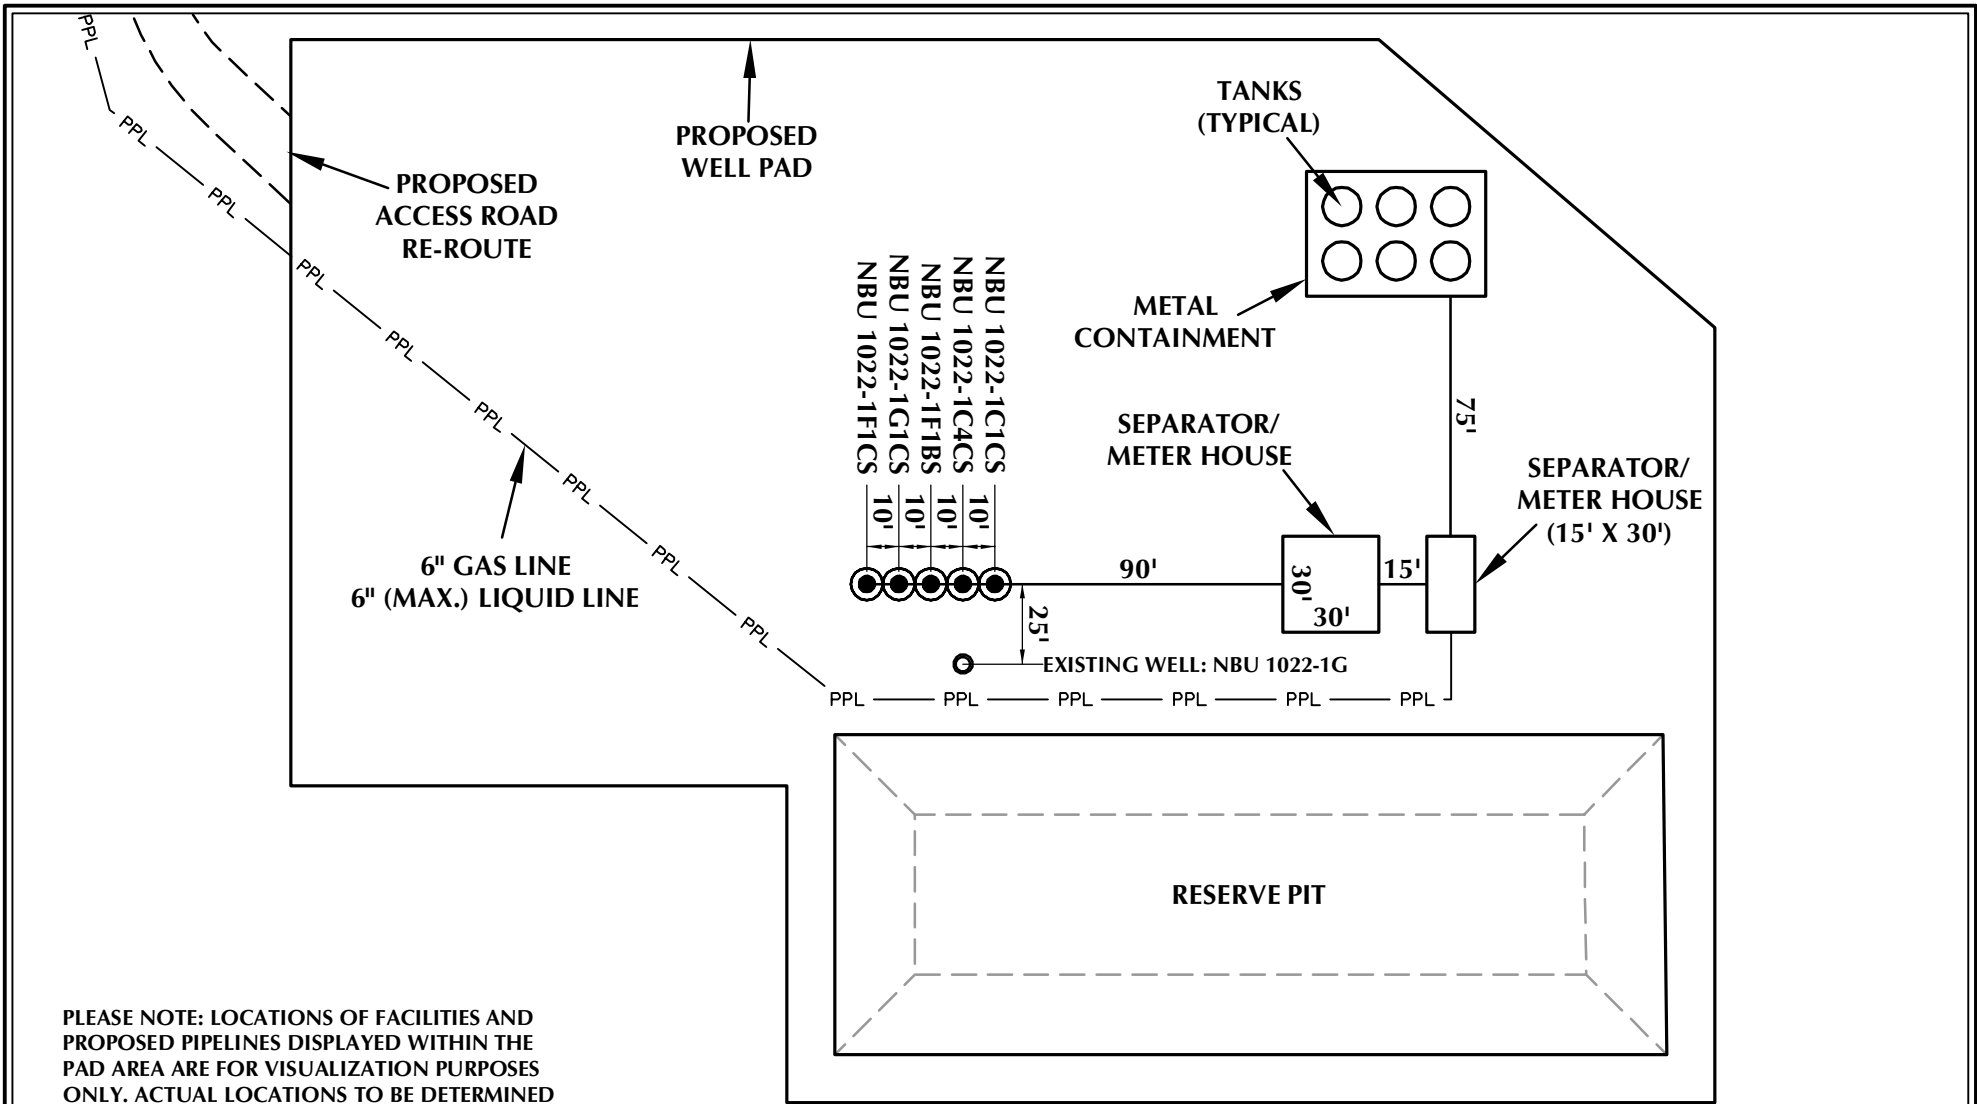 PPL
PPL
PPL
PPL
PPL
PPL
PPL
PPL
PPL
PROPOSED
WELL PAD
PROPOSED
ACCESS ROAD
RE-ROUTE
TANKS
(TYPICAL)
METAL
CONTAINMENT
NBU 1022-1F1CS
NBU 1022-1G1CS
NBU 1022-1F1BS
NBU 1022-1C4CS
NBU 1022-1C1CS
10'
10'
10'
10'
75'
SEPARATOR/
METER HOUSE
SEPARATOR/
METER HOUSE
(15' X 30')
6" GAS LINE
6" (MAX.) LIQUID LINE
90'
30'
30'
15'
25'
EXISTING WELL: NBU 1022-1G
PPL
PPL
PPL
PPL
PPL
PPL
RESERVE PIT
PLEASE NOTE: LOCATIONS OF FACILITIES AND
PROPOSED PIPELINES DISPLAYED WITHIN THE
PAD AREA ARE FOR VISUALIZATION PURPOSES
ONLY. ACTUAL LOCATIONS TO BE DETERMINED